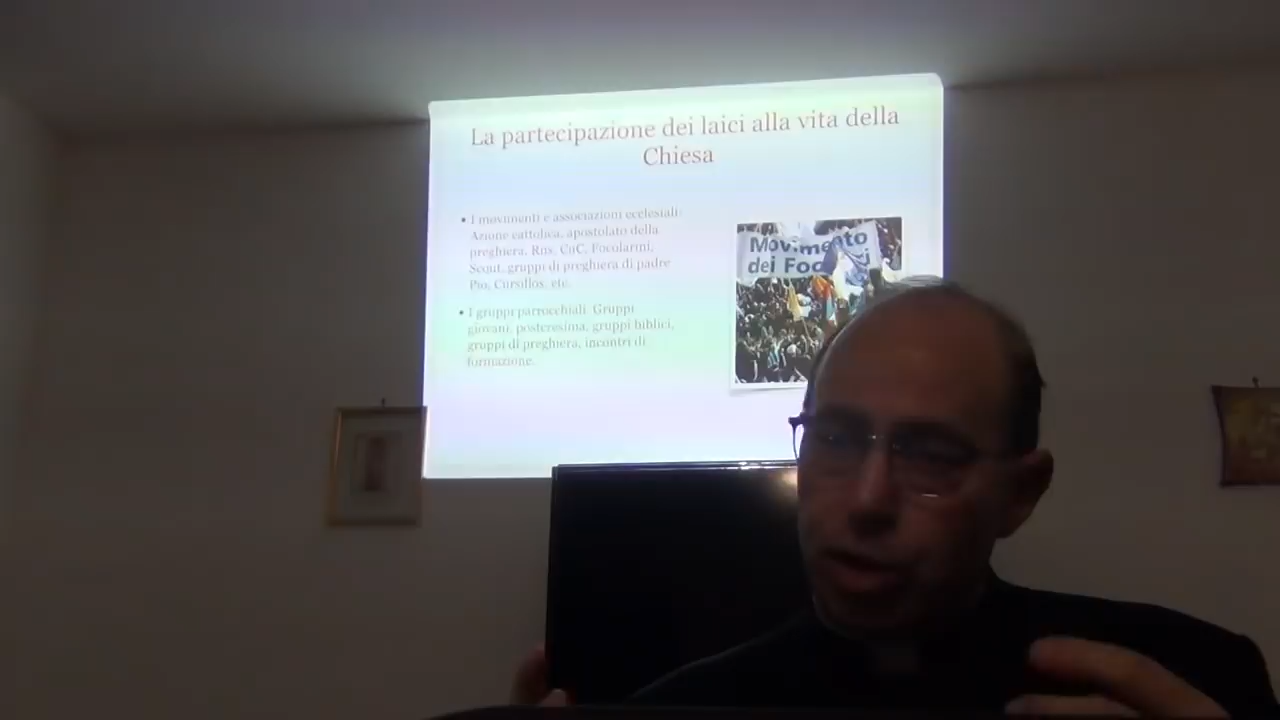 La partecipazione dei laici alla vita della
Chiesa
• I movimenti e associazioni ecclesiali:
Azione cattolica, apostolato della
preghiera, Rns, CnC, Focolarini,
Scout, gruppi di preghiera di padre
Pio, Cursillos, etc.
• I gruppi parrocchiali. Gruppi
giovani, postcresima, gruppi biblici,
gruppi di preghiera, incontri di
formazione.
Movimento
dei Foc